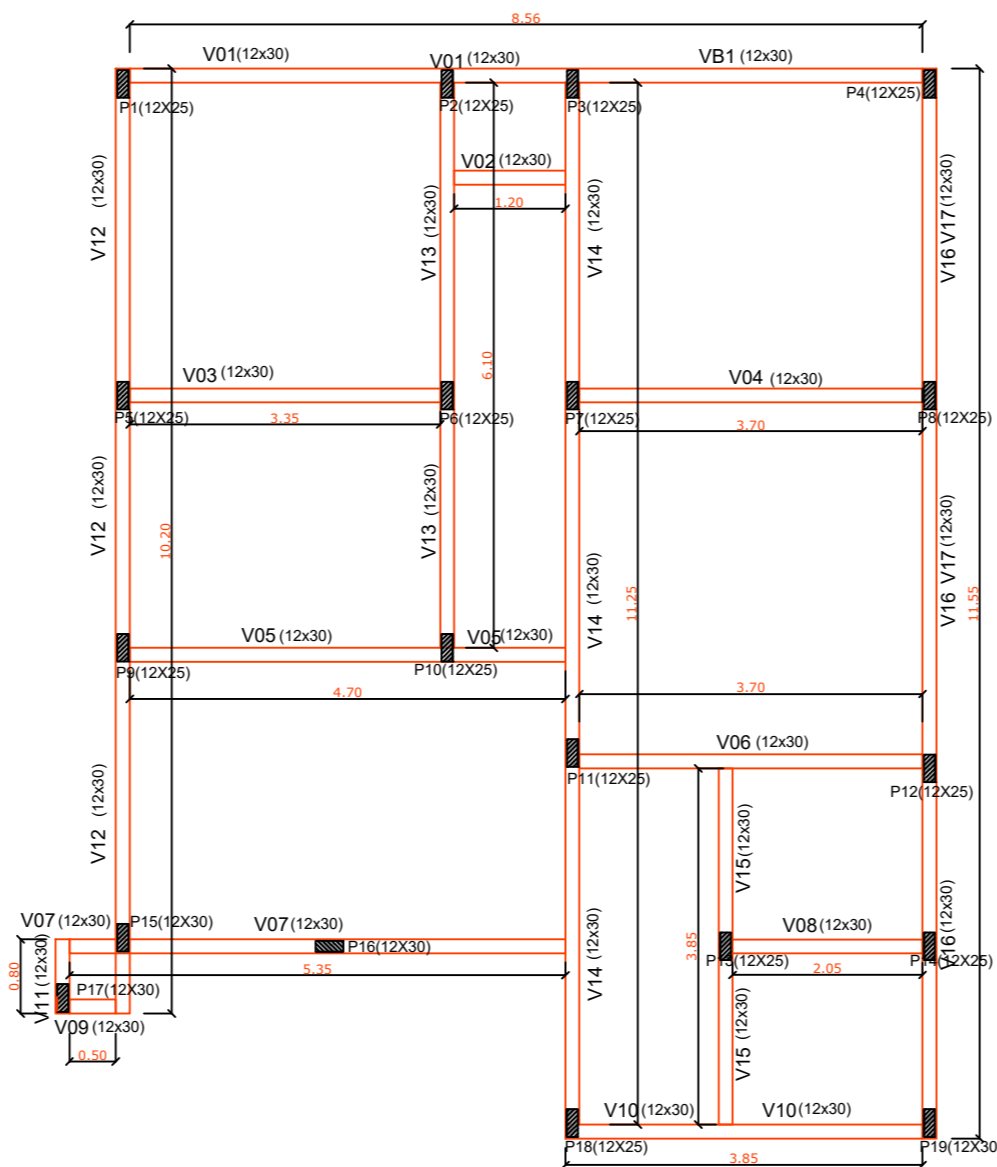 8.56
V01(12x30)
V01(12x30)
VB1 (12x30)
P1(12X25)
P2(12X25)
P3(12X25)
P4(12X25)
V12 (12x30)
V13 (12x30)
V02 (12x30)
1.20
V14 (12x30)
V16 V17(12x30)
6.10
V03 (12x30)
V04 (12x30)
P5(12X25)
3.35
P6(12X25)
P7(12X25)
3.70
P8(12X25)
V12 (12x30)
10.20
V13 (12x30)
V14 (12x30)
11.25
V16 V17(12x30)
11.55
V05 (12x30)
V05(12x30)
P9(12X25)
P10(12X25)
4.70
3.70
V06 (12x30)
P11(12X25)
P12(12X25)
V12 (12x30)
V15(12x30)
V07 (12x30)
P15(12X30)
V07 (12x30)
P16(12X30)
V14 (12x30)
V08 (12x30)
V16(12x30)
P13(12X25)
P14(12X25)
3.85
2.05
0.80
V11(12x30)
P17(12X30)
5.35
V09 (12x30)
0.50
V15 (12x30)
V10(12x30)
V10 (12x30)
P18(12X25)
P19(12X30
3.85